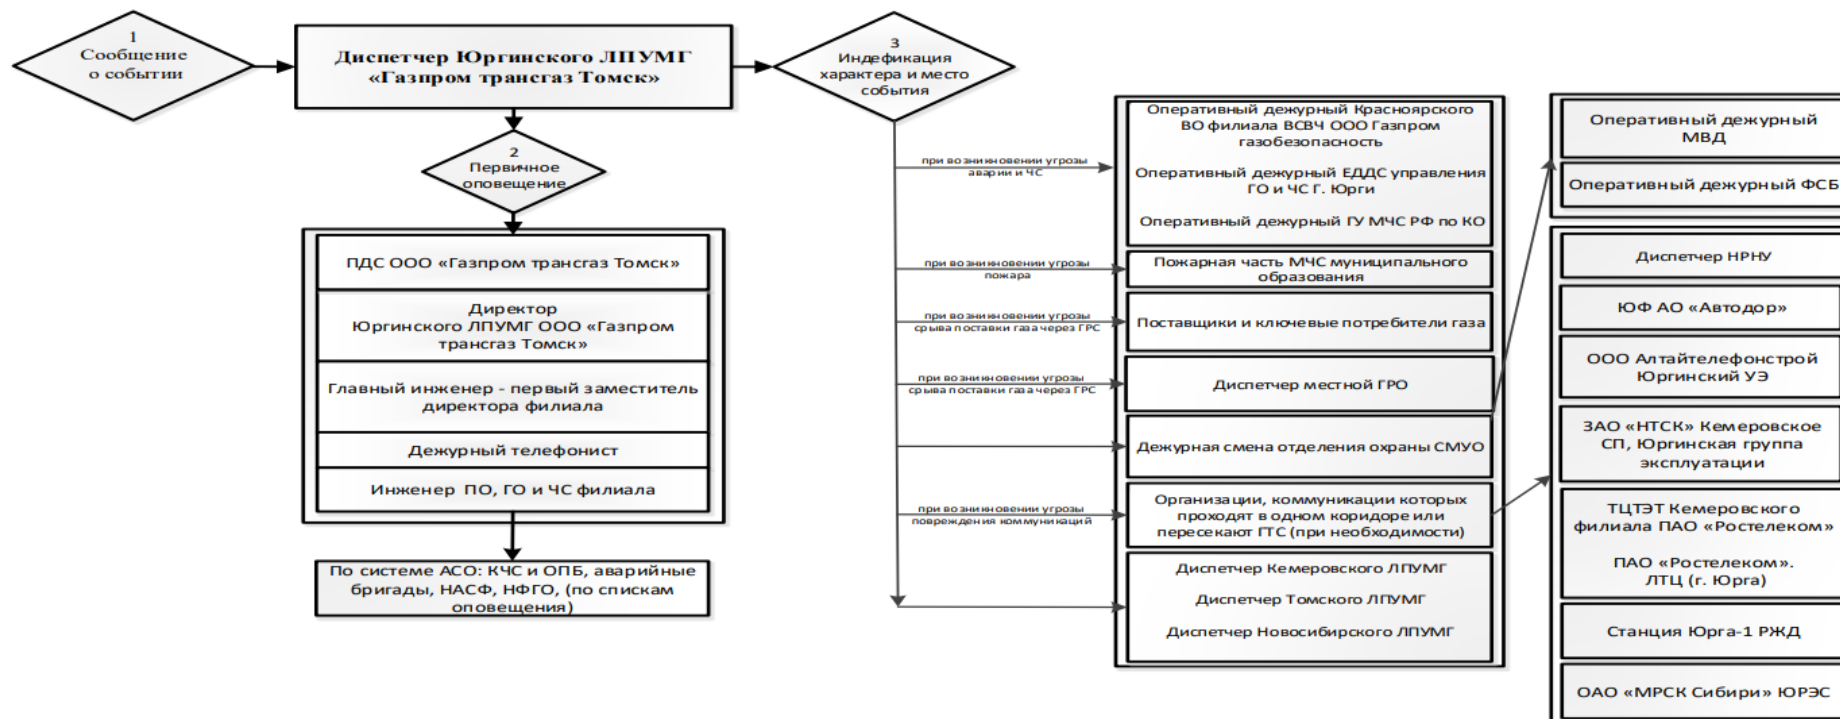 1
Сообщение
о событии
Диспетчер Юргинского ЛПУМГ
«Газпром трансгаз Томск»
2
Первичное
оповещение
ПДС ООО «Газпром трансгаз Томск»
Директор
Юргинского ЛПУМГ ООО «Газпром
трансгаз Томск»
Главный инженер - первый заместитель
директора филиала
Дежурный телефонист
Инженер ПО, ГО и ЧС филиала
По системе АСО: КЧС и ОПБ, аварийные
бригады, НАСФ, НФГО, (по спискам
оповещения)
3
Индефикация
характера и место
события
при возникновении угрозы
аварии и ЧС
при возникновении угрозы
пожара
при возникновении угрозы
срыва поставки газа через ГРС
при возникновении угрозы
срыва поставки газа через ГРС
при возникновении угрозы
повреждения коммуникаций
Оперативный дежурный Красноярского
ВО филиала ВСВЧ ООО Газпром
газобезопасность
Оперативный дежурный ЕДДС управления
ГО и ЧС Г. Юрги
Оперативный дежурный ГУ МЧС РФ по КО
Пожарная часть МЧС муниципального
образования
Поставщики и ключевые потребители газа
Диспетчер местной ГРО
Дежурная смена отделения охраны СМУО
Организации, коммуникации которых
проходят в одном коридоре или
пересекают ГТС (при необходимости)
Диспетчер Кемеровского ЛПУМГ
Диспетчер Томского ЛПУМГ
Диспетчер Новосибирского ЛПУМГ
Оперативный дежурный
МВД
Оперативный дежурный ФСБ
Диспетчер НРНУ
ЮФ АО «Автодор»
ООО Алтайтелефонстрой
Юргинский УЭ
ЗАО «НТСК» Кемеровское
СП, Юргинская группа
эксплуатации
ТЦТЭТ Кемеровского
филиала ПАО «Ростелеком»
ПАО «Ростелеком».
ЛТЦ (г. Юрга)
Станция Юрга-1 РЖД
ОАО «МРСК Сибири» ЮРЭС